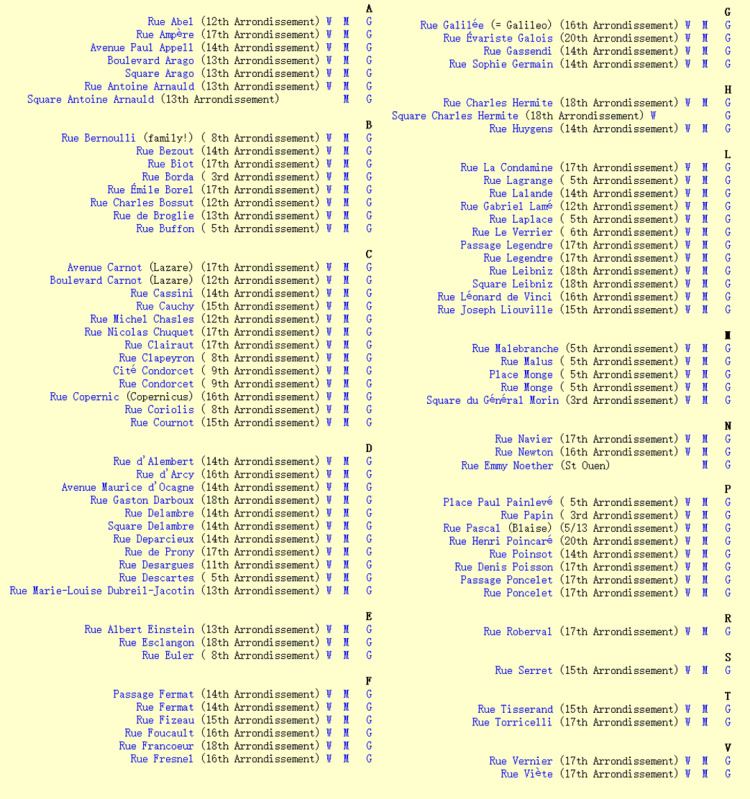 A
Rue Abel (12th Arrondissement) W M G
Rue Ampère (17th Arrondissement) W M G
Avenue Paul Appell (14th Arrondissement) W M G
Boulevard Arago (13th Arrondissement) W M G
Square Arago (13th Arrondissement) W M G
Rue Antoine Arnauld (13th Arrondissement) W M G
Square Antoine Arnauld (13th Arrondissement) M G
B
Rue Bernoulli (family!) ( 8th Arrondissement) W M G
Rue Bezout (14th Arrondissement) W M G
Rue Biot (17th Arrondissement) W M G
Rue Borda ( 3rd Arrondissement) W M G
Rue Émile Borel (17th Arrondissement) W M G
Rue Charles Bossut (12th Arrondissement) W M G
Rue de Broglie (13th Arrondissement) W M G
Rue Buffon ( 5th Arrondissement) W M G
C
Avenue Carnot (Lazare) (17th Arrondissement) W M G
Boulevard Carnot (Lazare) (12th Arrondissement) W M G
Rue Cassini (14th Arrondissement) W M G
Rue Cauchy (15th Arrondissement) W M G
Rue Michel Chasles (12th Arrondissement) W M G
Rue Nicolas Chuquet (17th Arrondissement) W M G
Rue Clairaut (17th Arrondissement) W M G
Rue Clapeyron ( 8th Arrondissement) W M G
Cité Condorcet ( 9th Arrondissement) W M G
Rue Condorcet ( 9th Arrondissement) W M G
Rue Copernic (Copernicus) (16th Arrondissement) W M G
Rue Coriolis ( 8th Arrondissement) W M G
Rue Cournot (15th Arrondissement) W M G
D
Rue d'Alembert (14th Arrondissement) W M G
Rue d'Arcy (16th Arrondissement) W M G
Avenue Maurice d'Ocagne (14th Arrondissement) W M G
Rue Gaston Darboux (18th Arrondissement) W M G
Rue Delambre (14th Arrondissement) W M G
Square Delambre (14th Arrondissement) W M G
Rue Deparcieux (14th Arrondissement) W M G
Rue de Prony (17th Arrondissement) W M G
Rue Desargues (11th Arrondissement) W M G
Rue Descartes ( 5th Arrondissement) W M G
Rue Marie-Louise Dubreil-Jacotin (13th Arrondissement) W M G
E
Rue Albert Einstein (13th Arrondissement) W M G
Rue Esclangon (18th Arrondissement) W M G
Rue Euler ( 8th Arrondissement) W M G
F
Passage Fermat (14th Arrondissement) W M G
Rue Fermat (14th Arrondissement) W M G
Rue Fizeau (15th Arrondissement) W M G
Rue Foucault (16th Arrondissement) W M G
Rue Francoeur (18th Arrondissement) W M G
Rue Fresnel (16th Arrondissement) W M G
G
Rue Galilée (= Galileo) (16th Arrondissement) W M G
Rue Évariste Galois (20th Arrondissement) W M G
Rue Gassendi (14th Arrondissement) W M G
Rue Sophie Germain (14th Arrondissement) W M G
H
Rue Charles Hermite (18th Arrondissement) W M G
Square Charles Hermite (18th Arrondissement) W G
Rue Huygens (14th Arrondissement) W M G
L
Rue La Condamine (17th Arrondissement) W M G
Rue Lagrange ( 5th Arrondissement) W M G
Rue Lalande (14th Arrondissement) W M G
Rue Gabriel Lamé (12th Arrondissement) W M G
Rue Laplace ( 5th Arrondissement) W M G
Rue Le Verrier ( 6th Arrondissement) W M G
Passage Legendre (17th Arrondissement) W M G
Rue Legendre (17th Arrondissement) W M G
Rue Leibniz (18th Arrondissement) W M G
Square Leibniz (18th Arrondissement) W M G
Rue Léonard de Vinci (16th Arrondissement) W M G
Rue Joseph Liouville (15th Arrondissement) W M G
M
Rue Malebranche (5th Arrondissement) W M G
Rue Malus ( 5th Arrondissement) W M G
Place Monge ( 5th Arrondissement) W M G
Rue Monge ( 5th Arrondissement) W M G
Square du Général Morin (3rd Arrondissement) W M G
N
Rue Navier (17th Arrondissement) W M G
Rue Newton (16th Arrondissement) W M G
Rue Emmy Noether (St Ouen) M G
P
Place Paul Painlevé ( 5th Arrondissement) W M G
Rue Papin ( 3rd Arrondissement) W M G
Rue Pascal (Blaise) (5/13 Arrondissement) W M G
Rue Henri Poincaré (20th Arrondissement) W M G
Rue Poinsot (14th Arrondissement) W M G
Rue Denis Poisson (17th Arrondissement) W M G
Passage Poncelet (17th Arrondissement) W M G
Rue Poncelet (17th Arrondissement) W M G
R
Rue Roberval (17th Arrondissement) W M G
S
Rue Serret (15th Arrondissement) W M G
T
Rue Tisserand (15th Arrondissement) W M G
Rue Torricelli (17th Arrondissement) W M G
V
Rue Vernier (17th Arrondissement) W M G
Rue Viète (17th Arrondissement) W M G